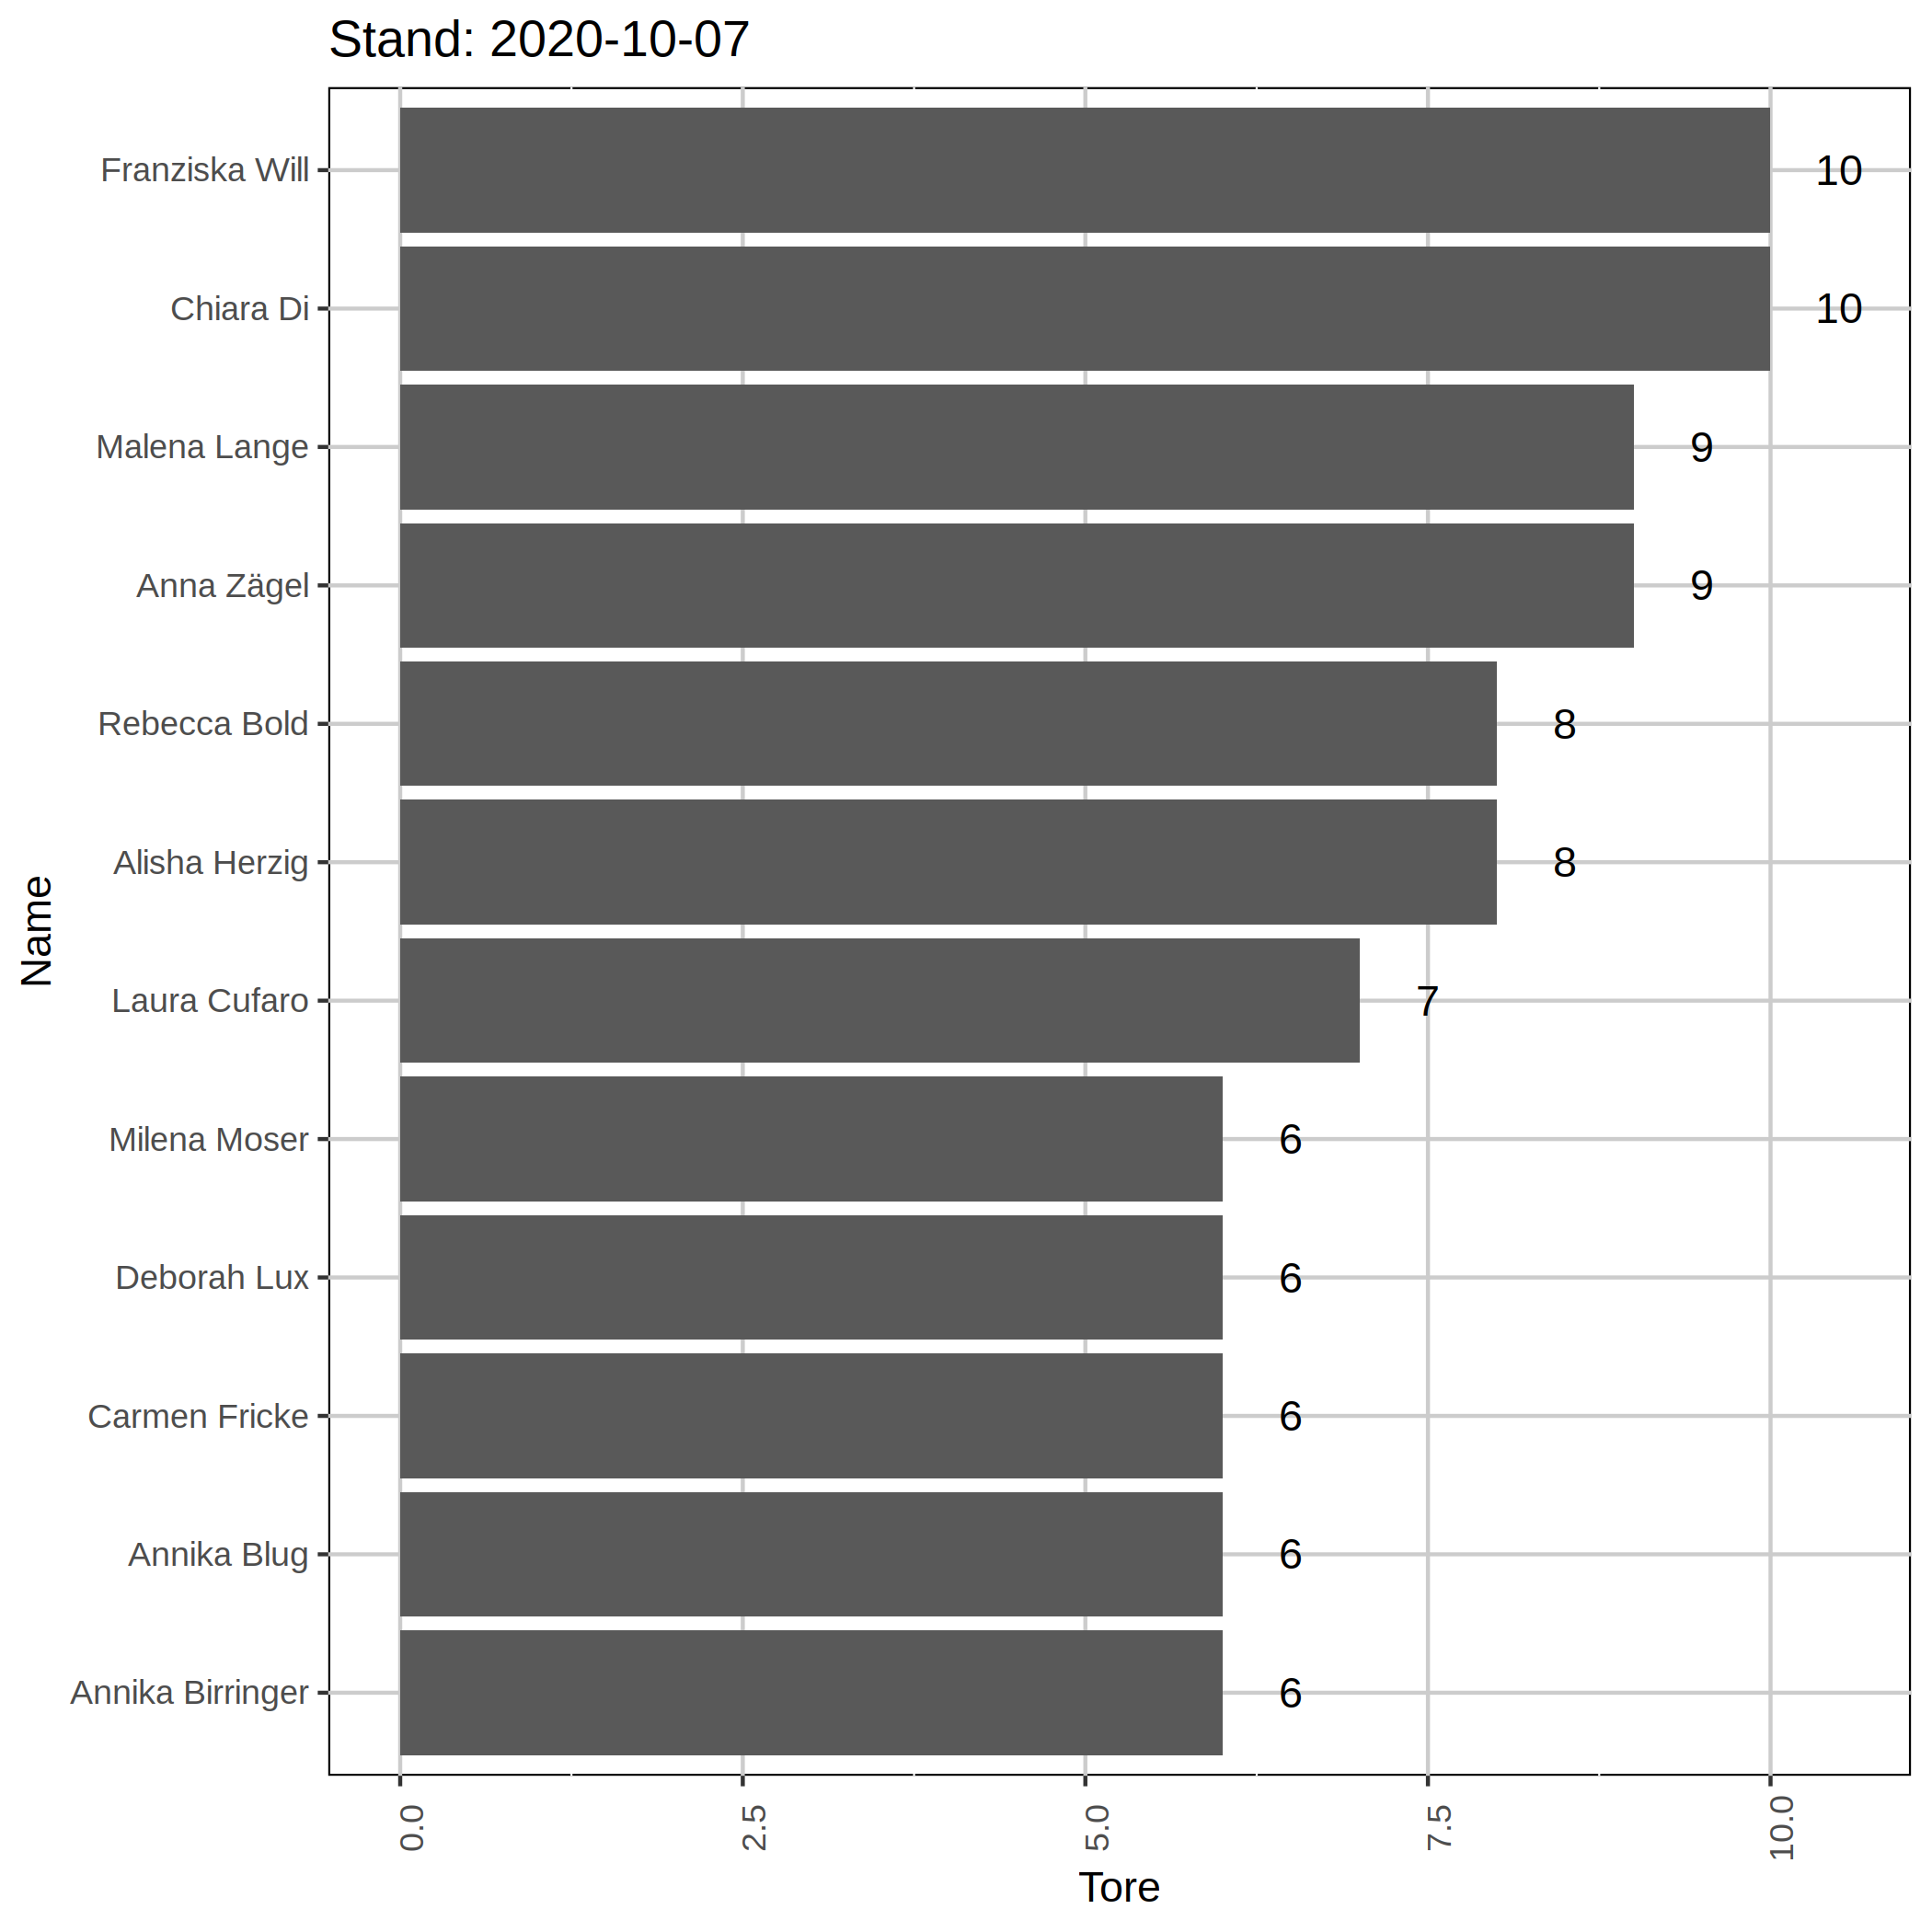 Stand: 2020-10-07
Name
Franziska Will 10
Chiara Di 10
Malena Lange 9
Anna Zägel 9
Rebecca Bold 8
Alisha Herzig 8
Laura Cufaro 7
Milena Moser 6
Deborah Lux 6
Carmen Fricke 6
Annika Blug 6
Annika Birringer 6
0.0 2.5 5.0 7.5 10.0
Tore